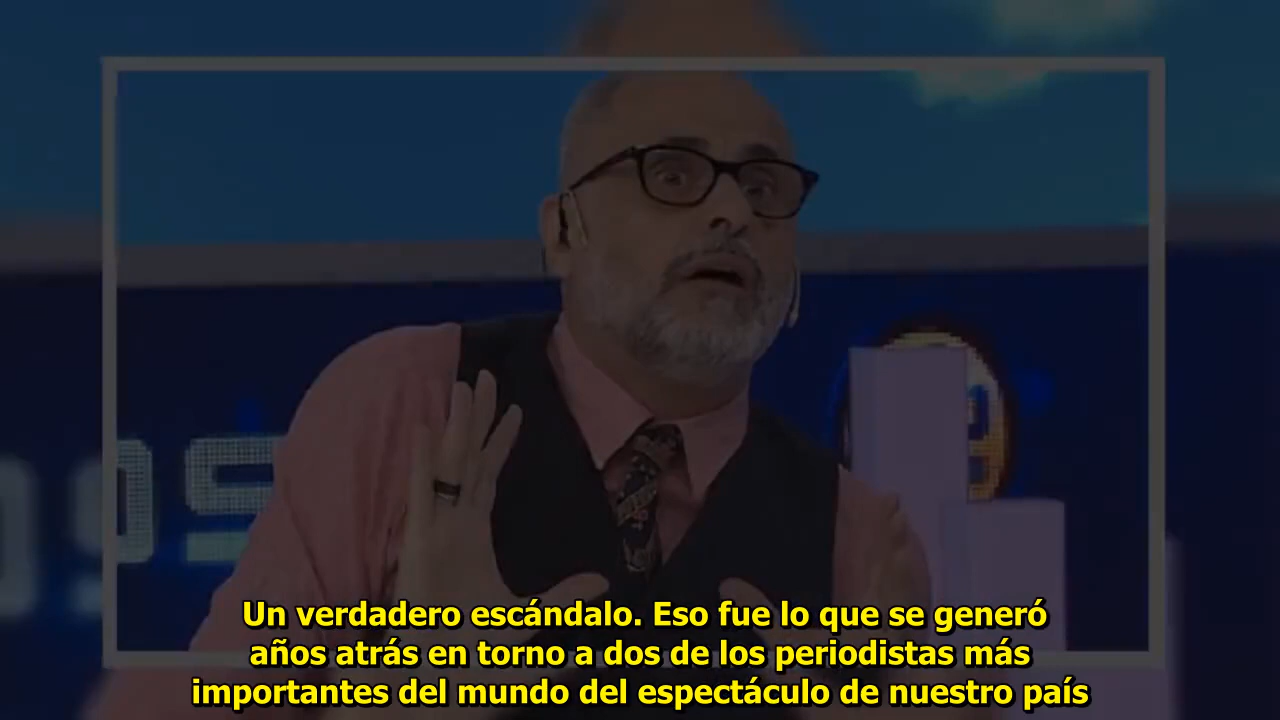 Un verdadero escándalo. Eso fue lo que se generó
años atrás en torno a dos de los periodistas más
importantes del mundo del espectáculo de nuestro país